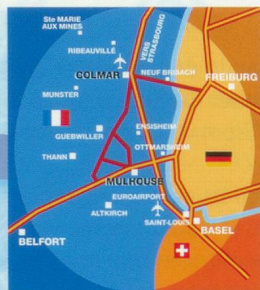 Ste MARIE
AUX MINES
RIBEAUVILLÉ
VERS
STRASBOURG
COLMAR
NEUF BRISACH
FREIBURG
MUNSTER
GUEBWILLER
ENSISHEIM
OTTMARSHEIM
THANN
MULHOUSE
EUROAIRPORT
ALTKIRCH
SAINT-LOUIS
BASEL
BELFORT